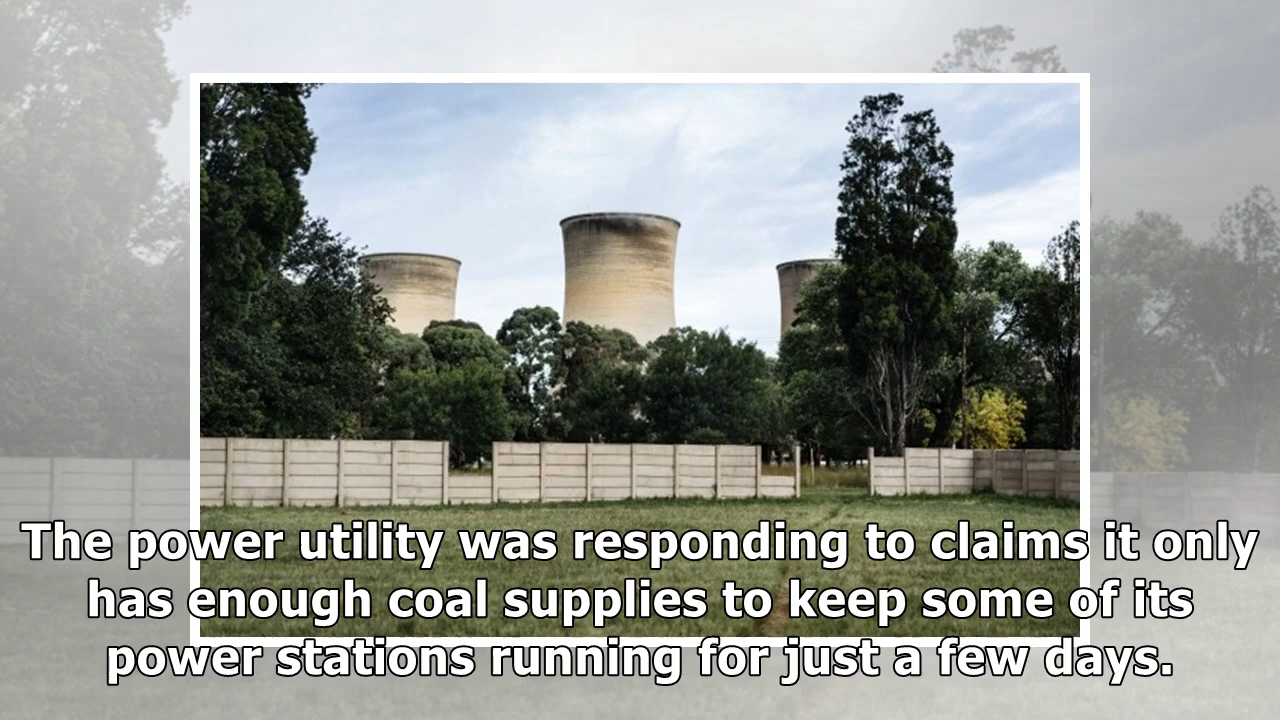 The power utility was responding to claims it only
has enough coal supplies to keep some of its
power stations running for just a few days.